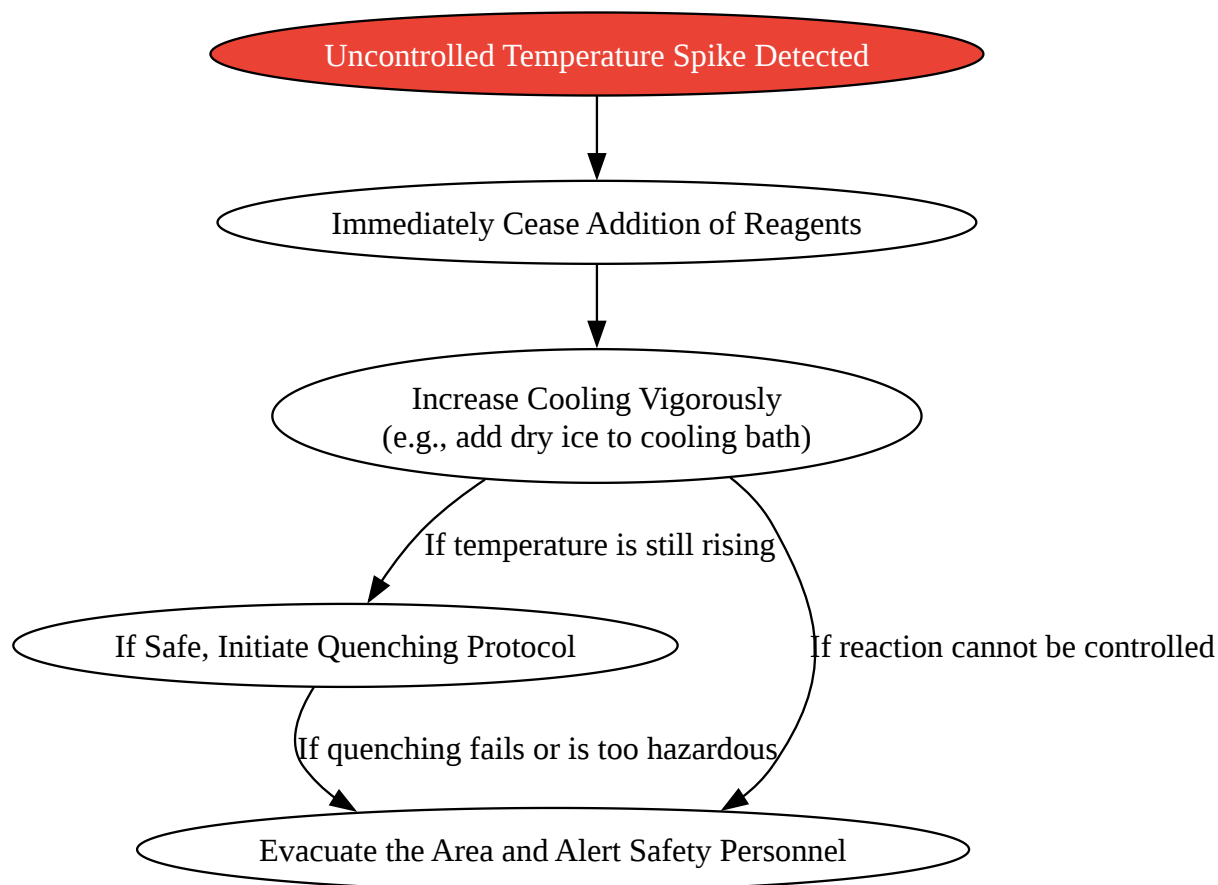 Uncontrolled Temperature Spike Detected
Immediately Cease Addition of Reagents
Increase Cooling Vigorously
(e.g., add dry ice to cooling bath)
If temperature is still rising
If Safe, Initiate Quenching Protocol
If reaction cannot be controlled
If quenching fails or is too hazardous
Evacuate the Area and Alert Safety Personnel